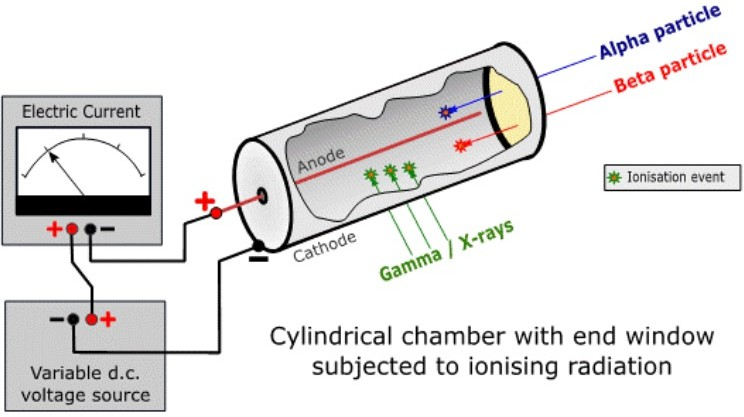 Alpha particle
Beta particle
Electric Current
Anode
+
Ionisation event
+ -
Cathode
-
Gamma / X-rays
- +
Variable d.c.
voltage source
Cylindrical chamber with end window
subjected to ionising radiation